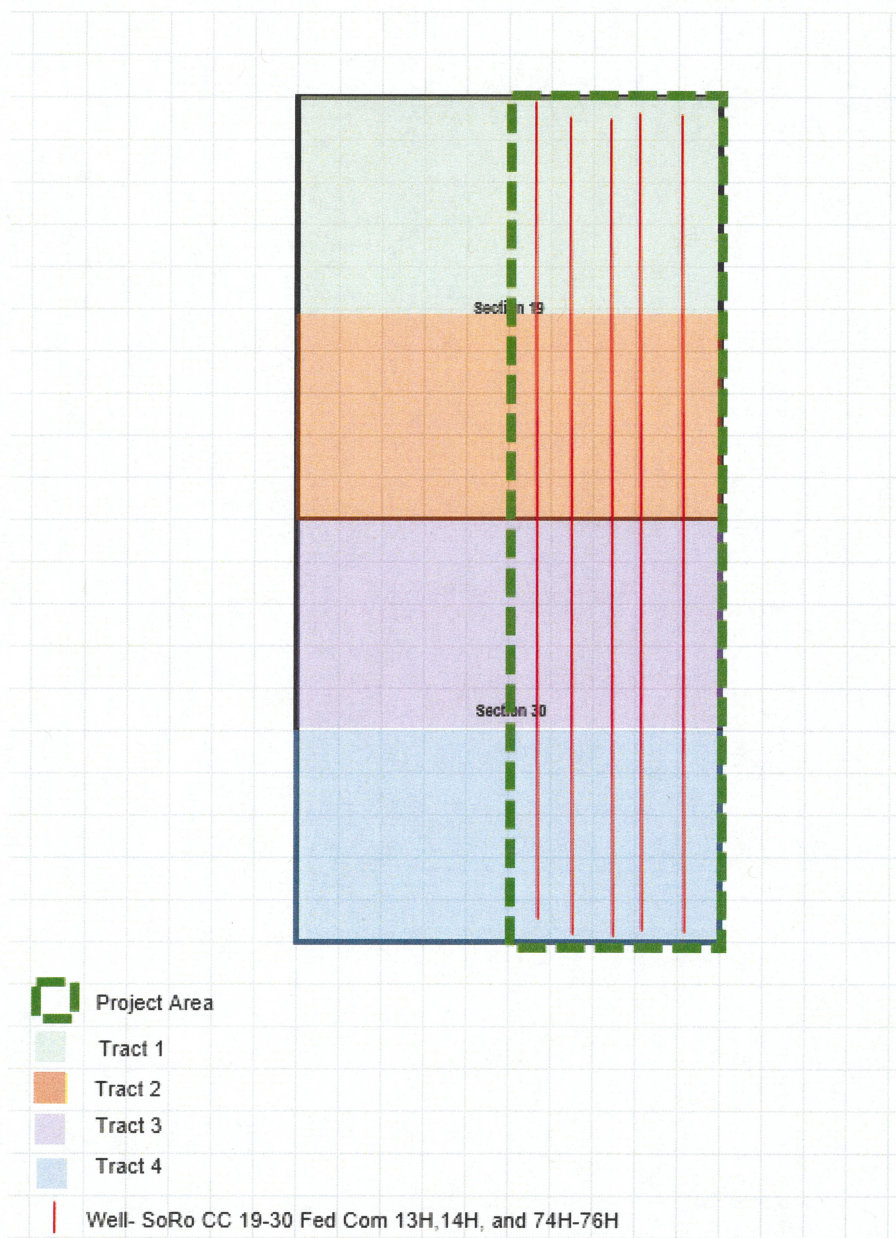 Section 19
Section 30
Project Area
Tract 1
Tract 2
Tract 3
Tract 4
Well- SoRo CC 19-30 Fed Com 13H,14H, and 74H-76H